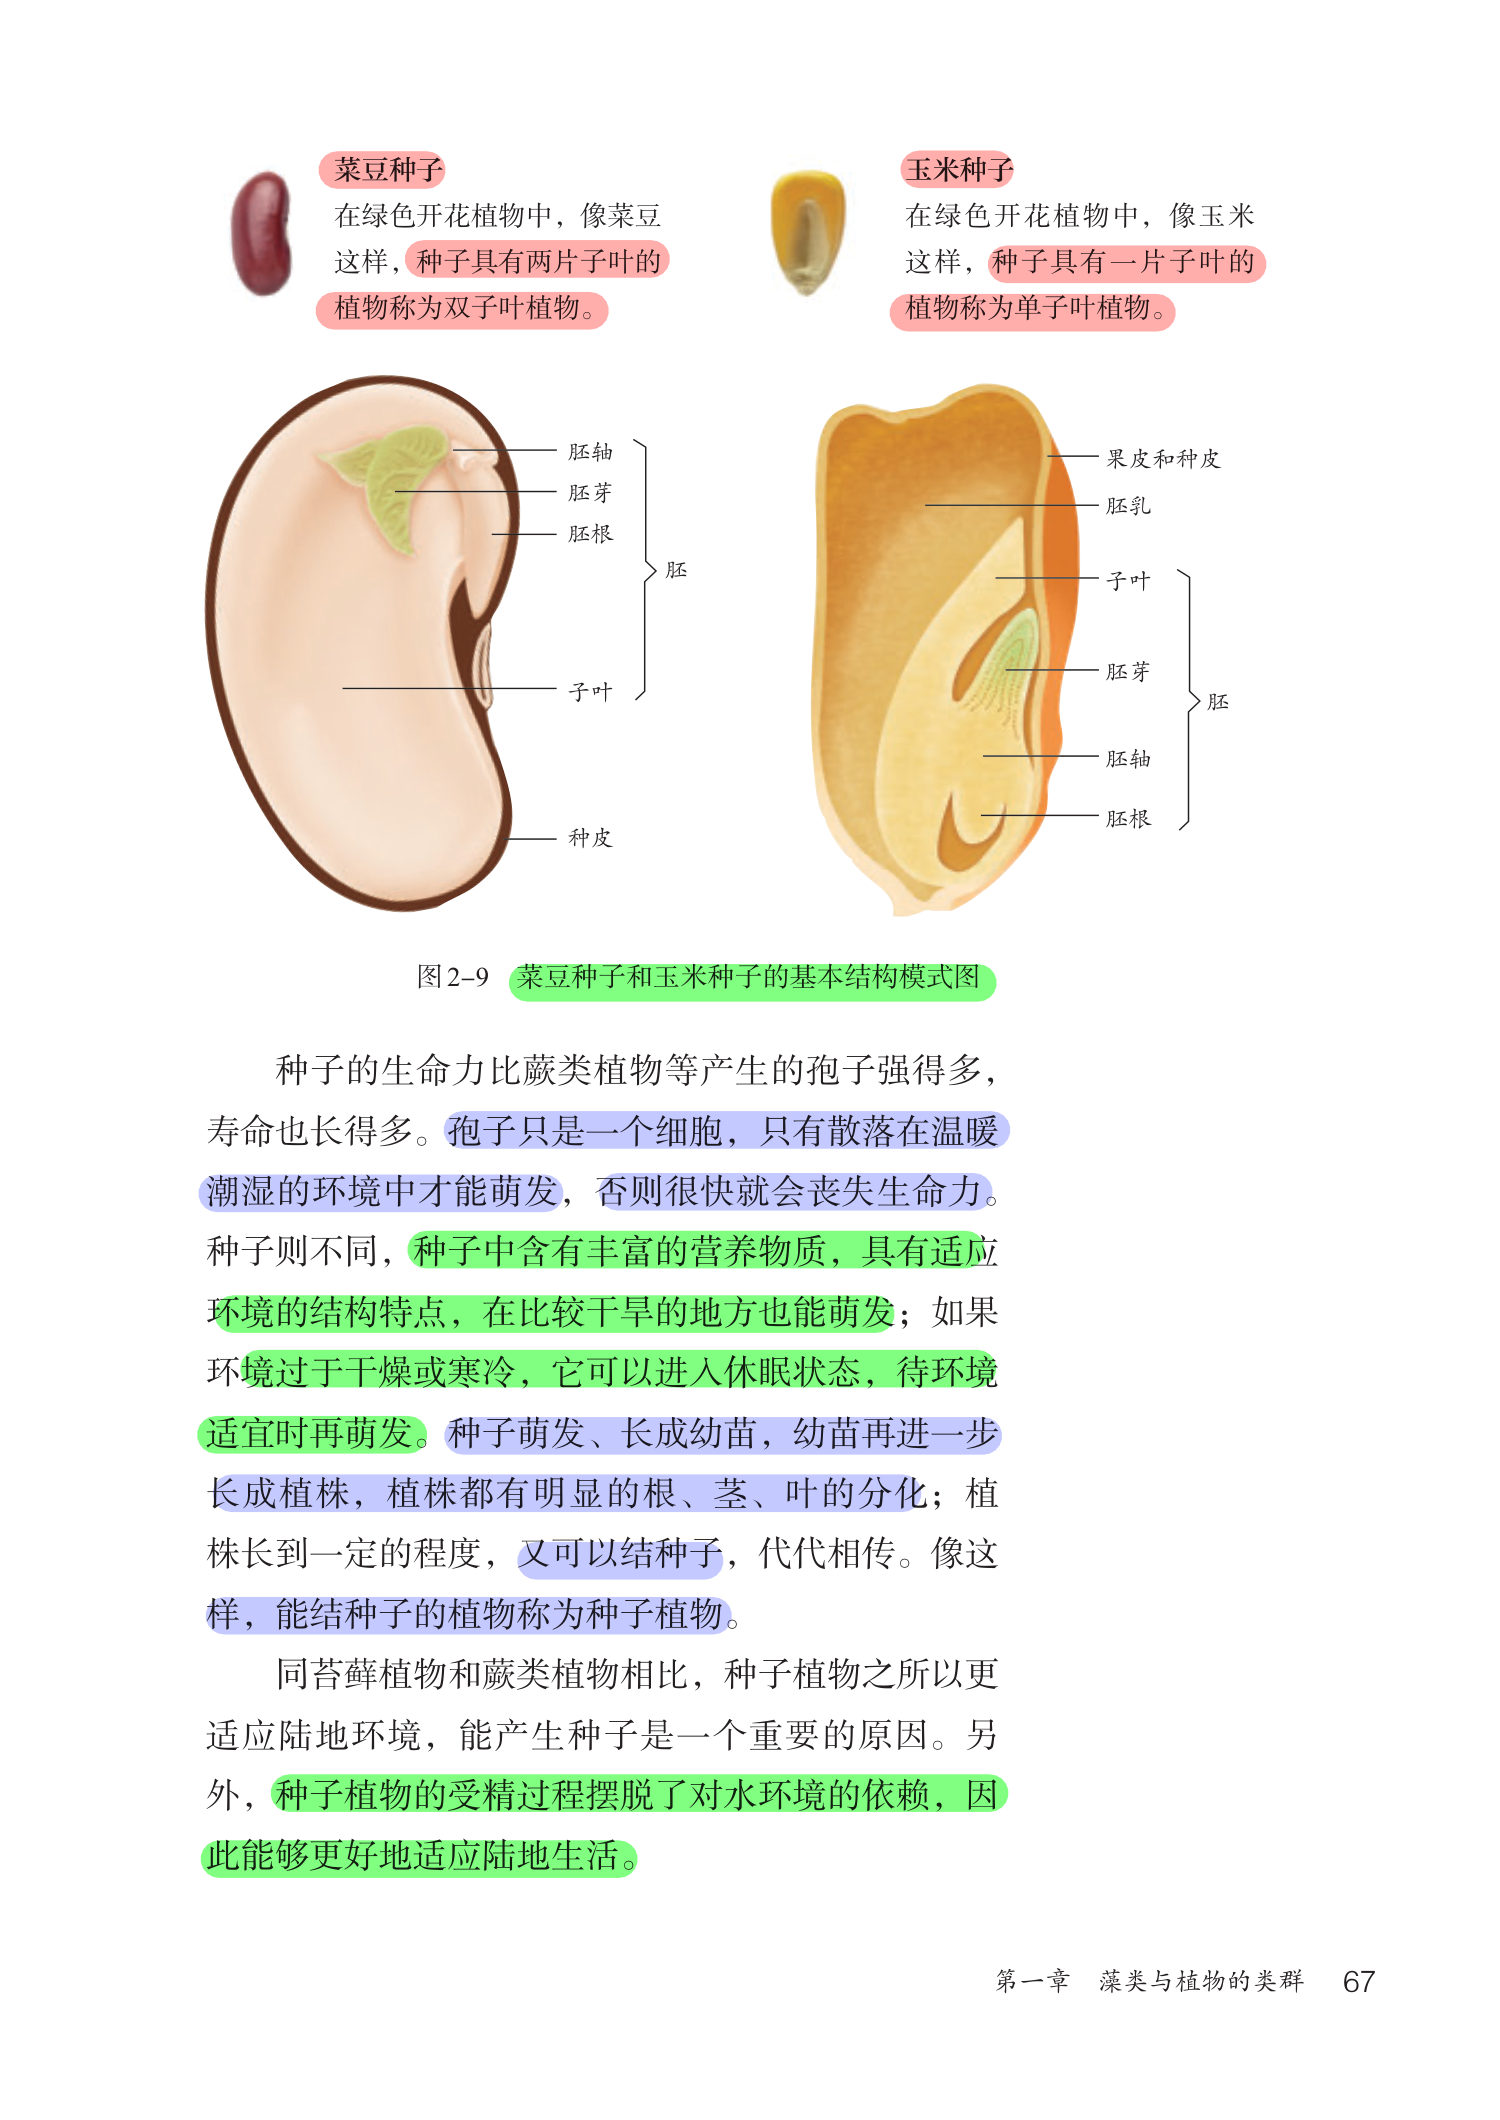 菜豆种子
在绿色开花植物中，像菜豆
这样，种子具有两片子叶的
植物称为双子叶植物。
玉米种子
在绿色开花植物中，像玉米
这样，种子具有一片子叶的
植物称为单子叶植物。
胚轴
胚芽
胚根
胚
子叶
种皮
果皮和种皮
胚乳
子叶
胚芽
胚
胚轴
胚根
图2–9 菜豆种子和玉米种子的基本结构模式图
种子的生命力比蕨类植物等产生的孢子强得多，
寿命也长得多。孢子只是一个细胞，只有散落在温暖
潮湿的环境中才能萌发，否则很快就会丧失生命力。
种子则不同，种子中含有丰富的营养物质，具有适应
环境的结构特点，在比较干旱的地方也能萌发；如果
环境过于干燥或寒冷，它可以进入休眠状态，待环境
适宜时再萌发。种子萌发、长成幼苗，幼苗再进一步
长成植株，植株都有明显的根、茎、叶的分化；植
株长到一定的程度，又可以结种子，代代相传。像这
样，能结种子的植物称为种子植物。
同苔藓植物和蕨类植物相比，种子植物之所以更
适应陆地环境，能产生种子是一个重要的原因。另
外，种子植物的受精过程摆脱了对水环境的依赖，因
此能够更好地适应陆地生活。
第一章 藻类与植物的类群 67